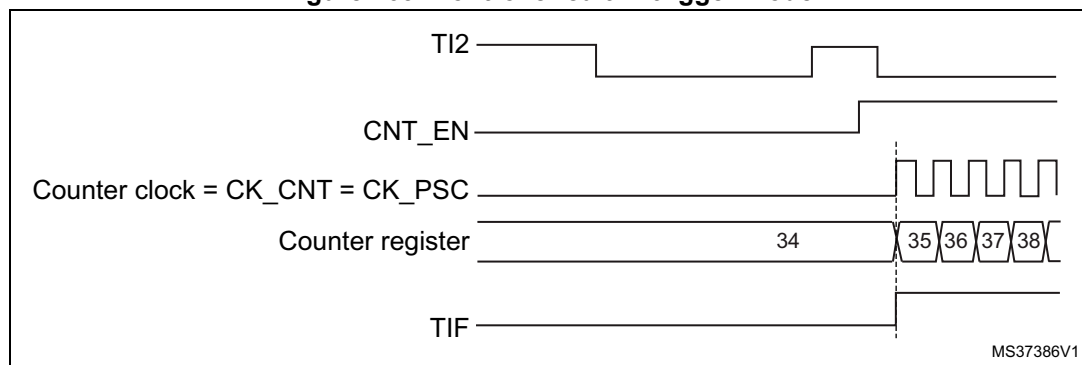 TI2
CNT_EN
Counter clock = CK_CNT = CK_PSC
Counter register
34
35
36
37
38
TIF
MS37386V1